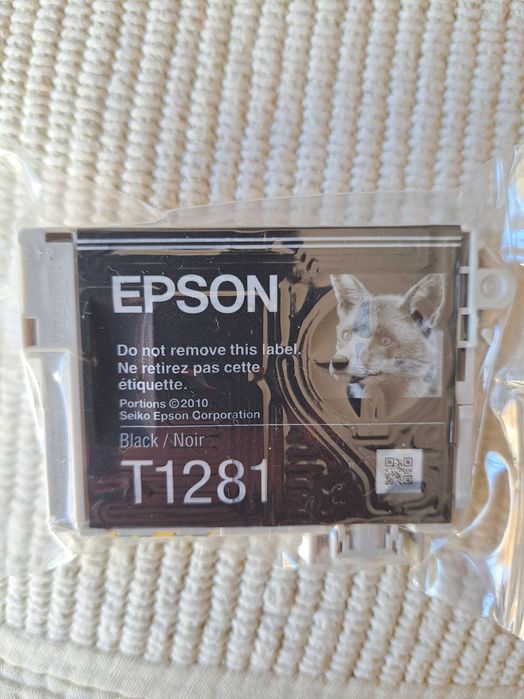 EPSON
Do not remove this label.
Ne retirez pas cette
étiquette.
Portions ©2010
Seiko Epson Corporation
Black / Noir
T1281